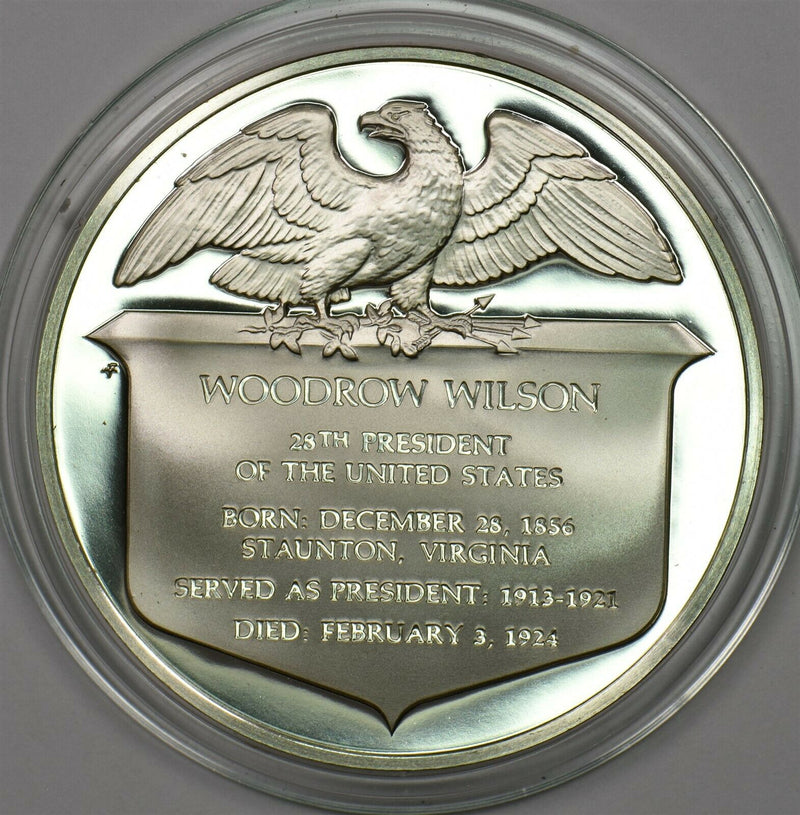 WOODROW WILSON
28TH PRESIDENT
OF THE UNITED STATES
BORN: DECEMBER 28, 1856
STAUNTON, VIRGINIA
SERVED AS PRESIDENT: 1913-1921
DIED: FEBRUARY 3, 1924